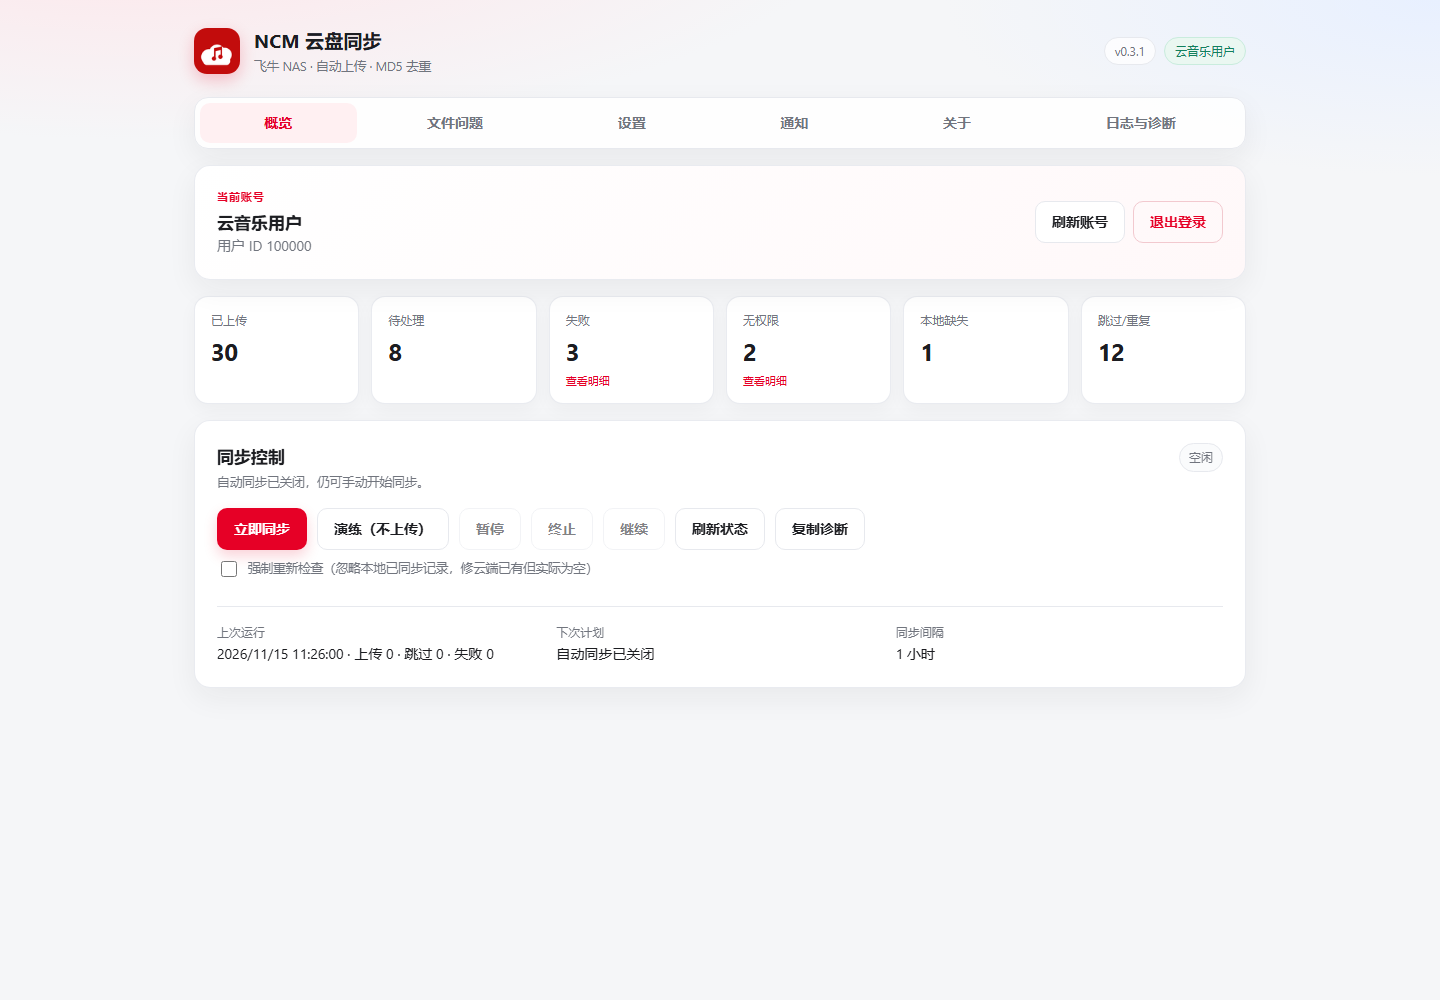 NCM 云盘同步
飞牛 NAS · 自动上传 · MD5 去重
v0.3.1
云音乐用户
概览
文件问题
设置
通知
关于
日志与诊断
当前账号
云音乐用户
用户 ID 100000
刷新账号
退出登录
已上传
30
待处理
8
失败
3
查看明细
无权限
2
查看明细
本地缺失
1
跳过/重复
12
同步控制
自动同步已关闭，仍可手动开始同步。
空闲
立即同步
演练（不上传）
暂停
终止
继续
刷新状态
复制诊断
强制重新检查（忽略本地已同步记录，修云端已有但实际为空）
上次运行
2026/11/15 11:26:00 · 上传 0 · 跳过 0 · 失败 0
下次计划
自动同步已关闭
同步间隔
1 小时